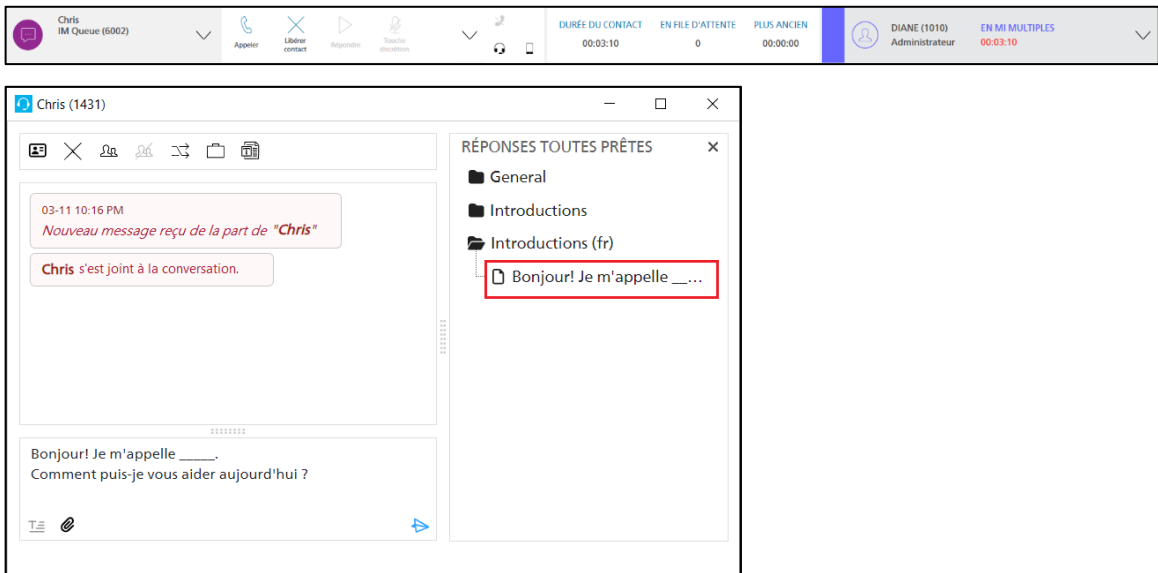 Chris
IM Queue (6002)
Appeler
Libérer
contact
Répondre
Touche
discrétion
DURÉE DU CONTACT
00:03:10
EN FILE D'ATTENTE
0
PLUS ANCIEN
00:00:00
DIANE (1010)
Administrateur
EN MI MULTIPLES
00:03:10
Chris (1431)
03-11 10:16 PM
Nouveau message reçu de la part de "Chris"
Chris s'est joint à la conversation.
Bonjour! Je m'appelle _____.
Comment puis-je vous aider aujourd'hui ?
RÉPONSES TOUTES PRÊTES
General
Introductions
Introductions (fr)
Bonjour! Je m'appelle __...